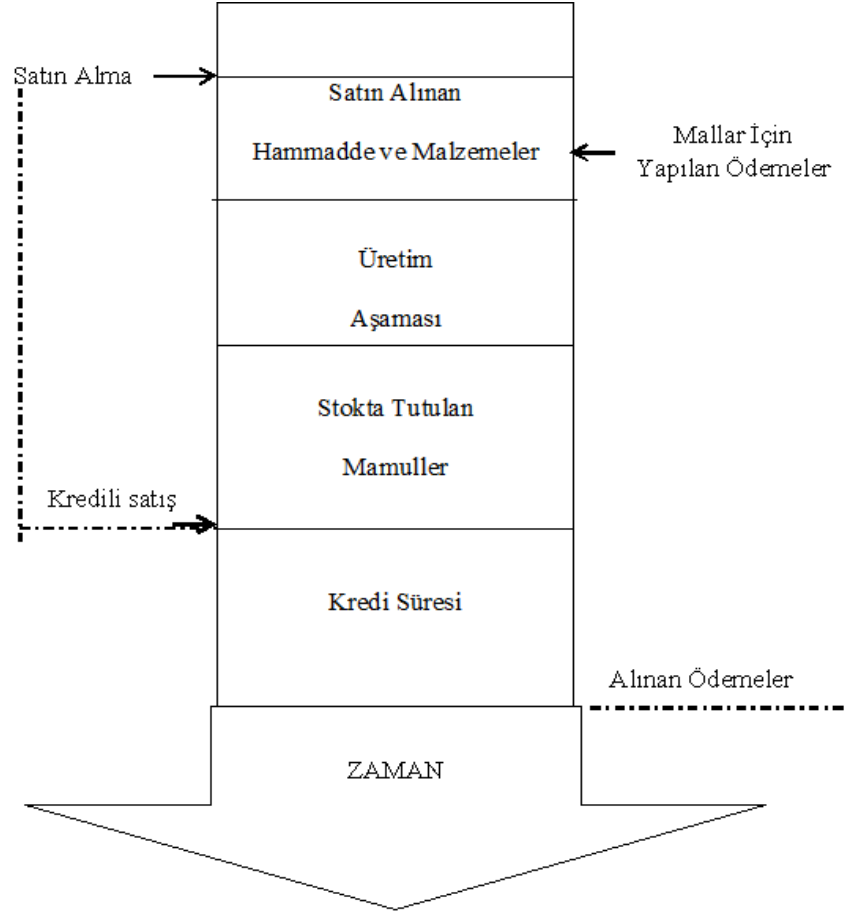 Satın Alma
Satın Alınan
Hammadde ve Malzemeler
Mallar İçin
Yapılan Ödemeler
Üretim
Aşaması
Stokta Tutulan
Mamuller
Kredili satış
Kredi Süresi
Alınan Ödemeler
ZAMAN